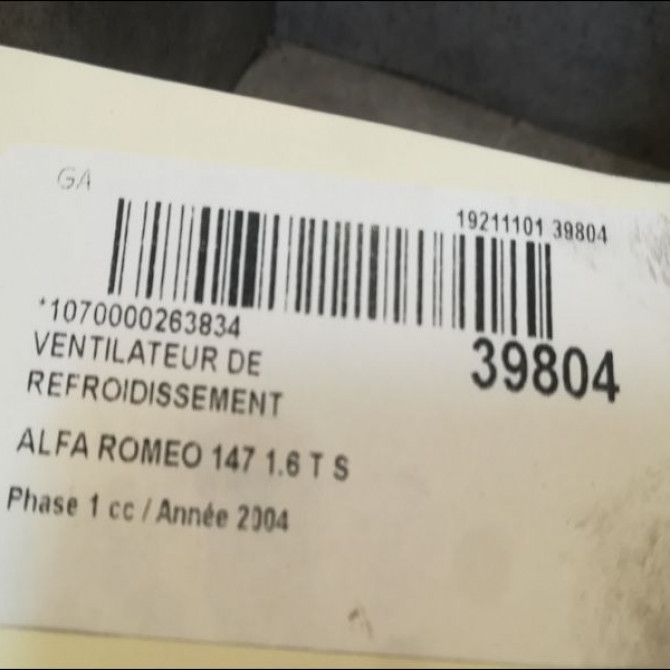 GA
19211101 39804
*1070000263834
39804
VENTILATEUR DE
REFROIDISSEMENT
ALFA ROMEO 147 1.6 T S
Phase 1 cc / Année 2004